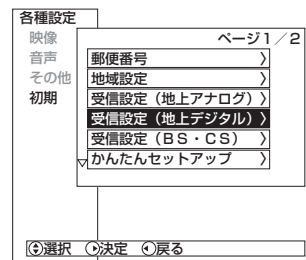 各種設定
映像
音声
その他
初期
ページ1／2
郵便番号
地域設定
受信設定（地上アナログ）
受信設定（地上デジタル）
受信設定（BS・CS）
かんたんセットアップ
選択 決定 戻る